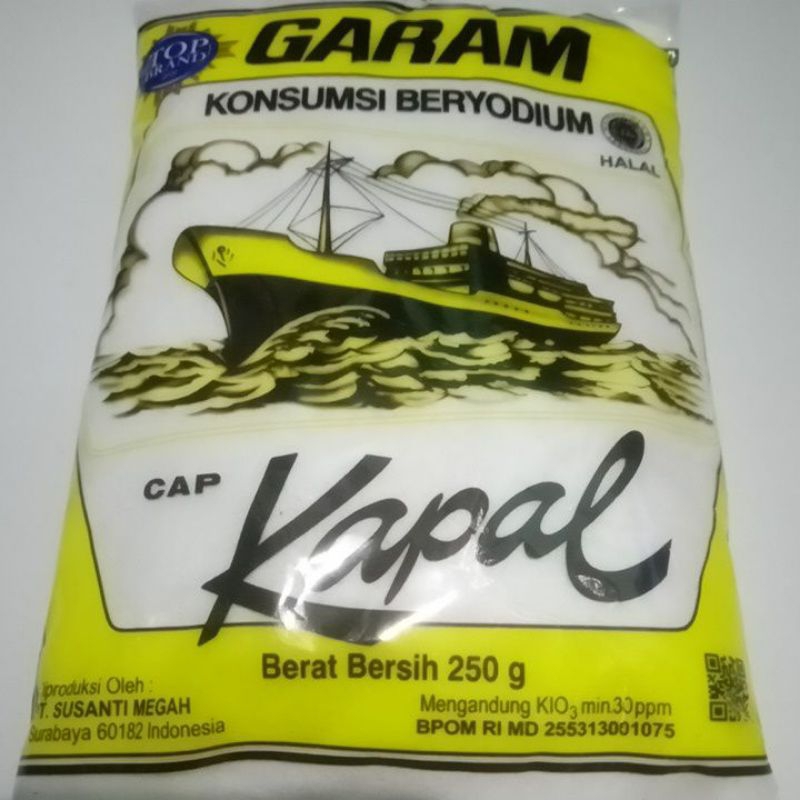 TOP
BRAND
GARAM
KONSUMSI BERYODIUM
HALAL
CAP
Kapal
Berat Bersih 250 g
iproduksi Oleh :
T. SUSANTI MEGAH
Surabaya 60182 Indonesia
Mengandung KIO₃ min.30ppm
BPOM RI MD 255313001075